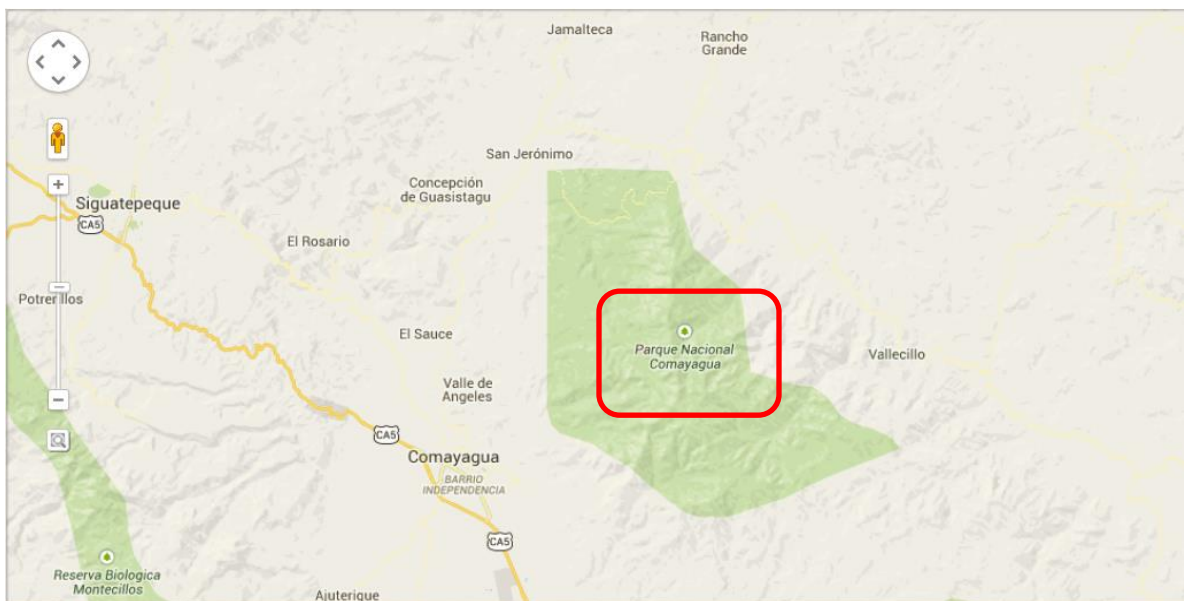 Jamalteca
Rancho
Grande
San Jerónimo
Concepción
de Guasistagu
Siguatepeque
CA5
El Rosario
Potrerillos
El Sauce
Parque Nacional
Comayagua
Vallecillo
Valle de
Angeles
CA5
Comayagua
BARRIO
INDEPENDENCIA
CA5
Reserva Biologica
Montecillos
Ajuterique